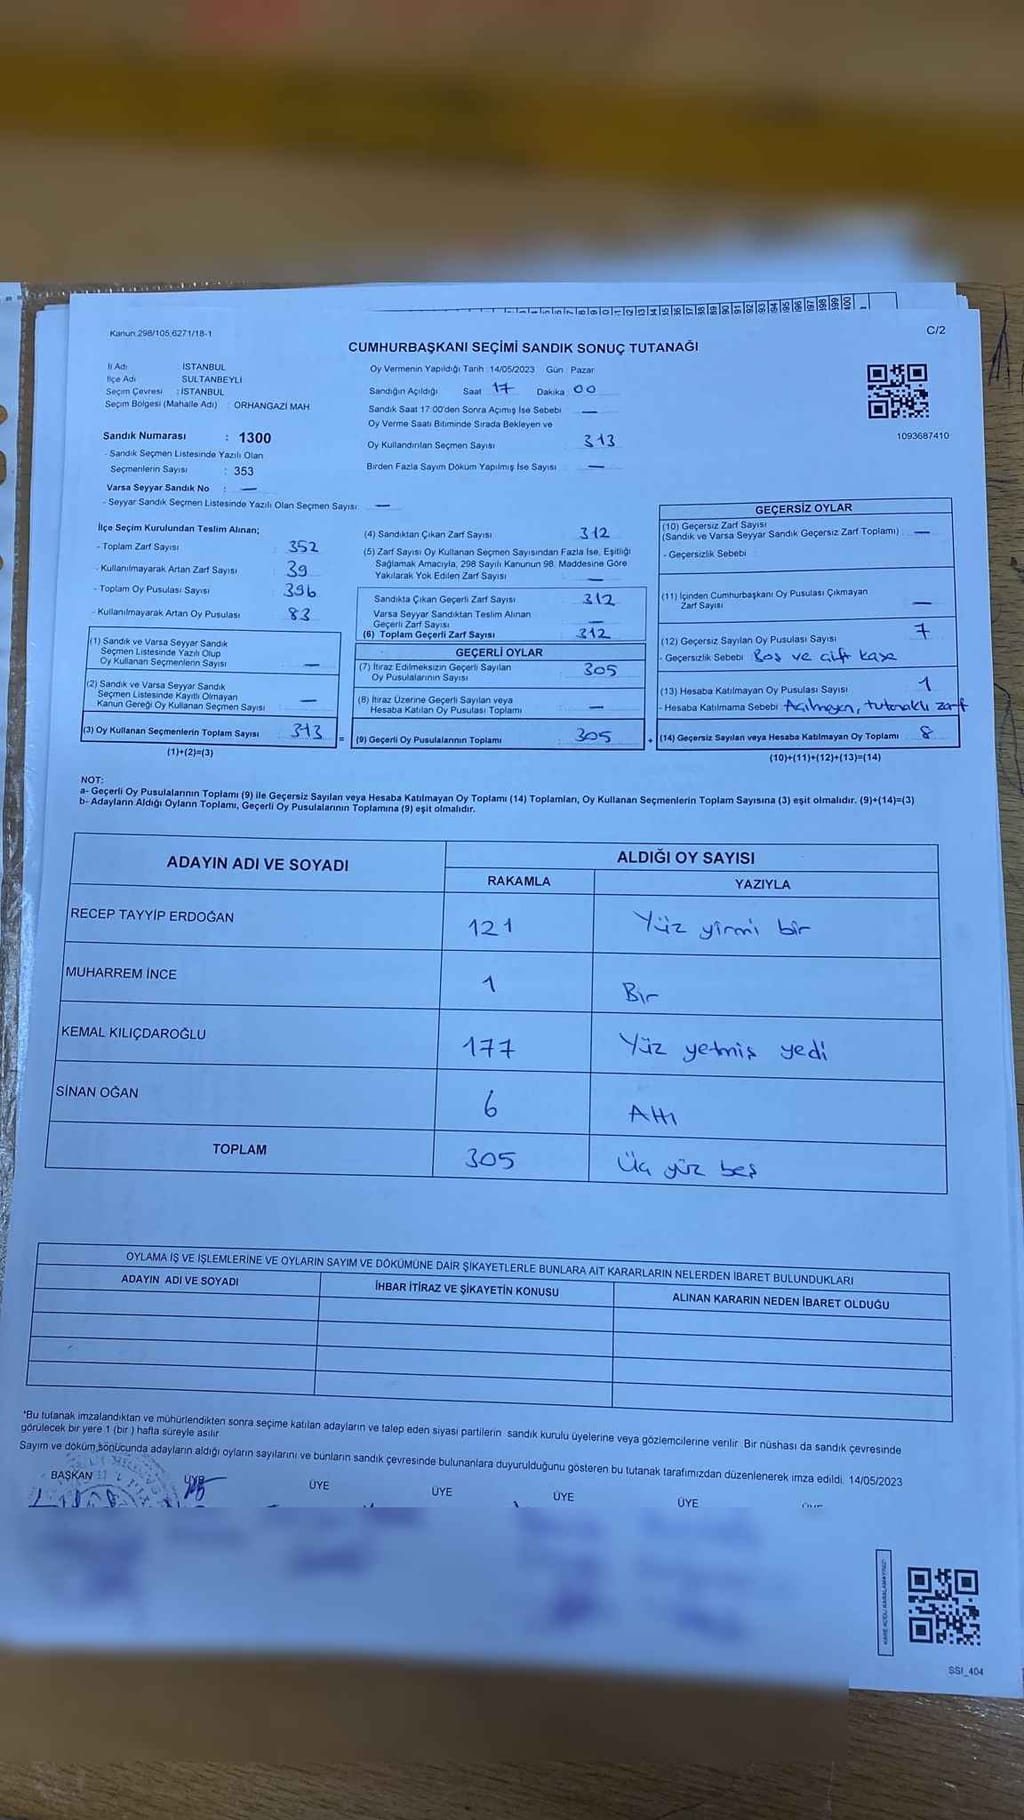 Kanun.298/105,6271/18-1
C/2
CUMHURBAŞKANI SEÇİMİ SANDIK SONUÇ TUTANAĞI
İl Adı : İSTANBUL
İlçe Adı : SULTANBEYLİ
Seçim Çevresi : İSTANBUL
Seçim Bölgesi (Mahalle Adı) : ORHANGAZİ MAH
Sandık Numarası : 1300
- Sandık Seçmen Listesinde Yazılı Olan
Seçmenlerin Sayısı : 353
Varsa Seyyar Sandık No : —
- Seyyar Sandık Seçmen Listesinde Yazılı Olan Seçmen Sayısı: —
Oy Vermenin Yapıldığı Tarih :14/05/2023 Gün : Pazar
Sandığın Açıldığı Saat 17 Dakika 00
Sandık Saat 17:00'den Sonra Açımış İse Sebebi —
Oy Verme Saati Bitiminde Sırada Bekleyen ve
Oy Kullandırılan Seçmen Sayısı : 313
Birden Fazla Sayım Döküm Yapılmış İse Sayısı : —
1093687410
İlçe Seçim Kurulundan Teslim Alınan;
- Toplam Zarf Sayısı : 352
- Kullanılmayarak Artan Zarf Sayısı : 39
- Toplam Oy Pusulası Sayısı : 396
- Kullanılmayarak Artan Oy Pusulası : 83
(1) Sandık ve Varsa Seyyar Sandık
Seçmen Listesinde Yazılı Olup
Oy Kullanan Seçmenlerin Sayısı : —
(2) Sandık ve Varsa Seyyar Sandık
Seçmen Listesinde Kayıtlı Olmayan
Kanun Gereği Oy Kullanan Seçmen Sayısı : —
(3) Oy Kullanan Seçmenlerin Toplam Sayısı : 313
(1)+(2)=(3)
(4) Sandıktan Çıkan Zarf Sayısı : 312
(5) Zarf Sayısı Oy Kullanan Seçmen Sayısından Fazla İse, Eşitliği
Sağlamak Amacıyla, 298 Sayılı Kanunun 98. Maddesine Göre
Yakılarak Yok Edilen Zarf Sayısı : —
Sandıkta Çıkan Geçerli Zarf Sayısı : 312
Varsa Seyyar Sandıktan Teslim Alınan
Geçerli Zarf Sayısı : —
(6) Toplam Geçerli Zarf Sayısı : 312
GEÇERLİ OYLAR
(7) İtiraz Edilmeksizin Geçerli Sayılan
Oy Pusulalarının Sayısı : 305
(8) İtiraz Üzerine Geçerli Sayılan veya
Hesaba Katılan Oy Pusulası Toplamı : —
= (9) Geçerli Oy Pusulalarının Toplamı : 305
GEÇERSİZ OYLAR
(10) Geçersiz Zarf Sayısı
(Sandık ve Varsa Seyyar Sandık Geçersiz Zarf Toplamı) : —
- Geçersizlik Sebebi
(11) İçinden Cumhurbaşkanı Oy Pusulası Çıkmayan
Zarf Sayısı : —
(12) Geçersiz Sayılan Oy Pusulası Sayısı : 7
- Geçersizlik Sebebi Boş ve çift kaşe
(13) Hesaba Katılmayan Oy Pusulası Sayısı : 1
- Hesaba Katılmama Sebebi Açılmayan, tutanaklı zarf
+ (14) Geçersiz Sayılan veya Hesaba Katılmayan Oy Toplamı : 8
(10)+(11)+(12)+(13)=(14)
NOT:
a- Geçerli Oy Pusulalarının Toplamı (9) ile Geçersiz Sayılan veya Hesaba Katılmayan Oy Toplamı (14) Toplamları, Oy Kullanan Seçmenlerin Toplam Sayısına (3) eşit olmalıdır. (9)+(14)=(3)
b- Adayların Aldığı Oyların Toplamı, Geçerli Oy Pusulalarının Toplamına (9) eşit olmalıdır.
ADAYIN ADI VE SOYADI
ALDIĞI OY SAYISI
RAKAMLA YAZIYLA
RECEP TAYYİP ERDOĞAN 121 Yüz yirmi bir
MUHARREM İNCE 1 Bir
KEMAL KILIÇDAROĞLU 177 Yüz yetmiş yedi
SİNAN OĞAN 6 Altı
TOPLAM 305 Üç yüz beş
OYLAMA İŞ VE İŞLEMLERİNE VE OYLARIN SAYIM VE DÖKÜMÜNE DAİR ŞİKAYETLERLE BUNLARA AİT KARARLARIN NELERDEN İBARET BULUNDUKLARI
ADAYIN ADI VE SOYADI İHBAR İTİRAZ VE ŞİKAYETİN KONUSU ALINAN KARARIN NEDEN İBARET OLDUĞU
*Bu tutanak imzalandıktan ve mühürlendikten sonra seçime katılan adayların ve talep eden siyasi partilerin sandık kurulu üyelerine veya gözlemcilerine verilir. Bir nüshası da sandık çevresinde
görülecek bir yere 1 (bir) hafta süreyle asılır.
Sayım ve döküm sonucunda adayların aldığı oyların sayılarını ve bunların sandık çevresinde bulunanlara duyurulduğunu gösteren bu tutanak tarafımızdan düzenlenerek imza edildi. 14/05/2023
BAŞKAN ÜYE ÜYE ÜYE ÜYE ÜYE
SSI_404